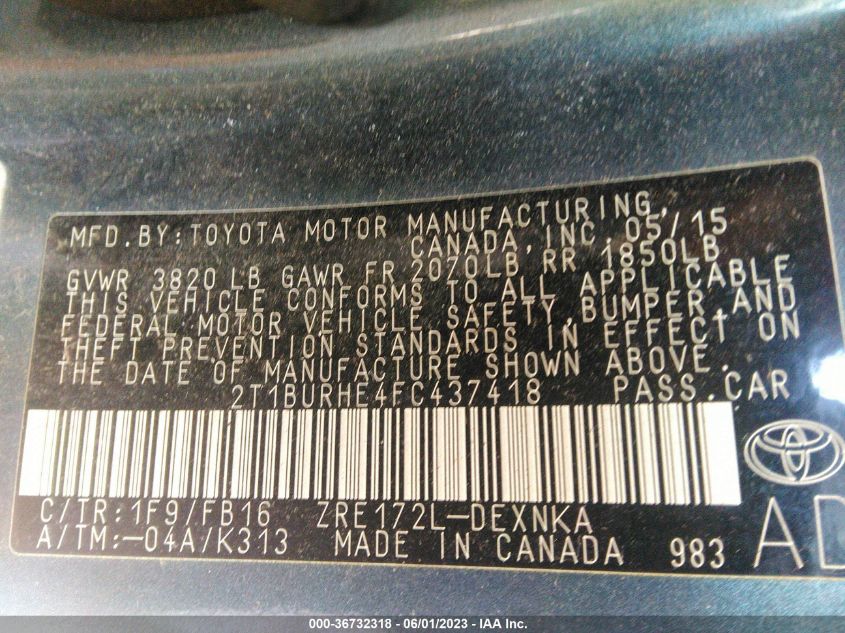 MFD.BY:TOYOTA MOTOR MANUFACTURING,
CANADA, INC. 05/15
GVWR 3820 LB GAWR FR 2070LB RR 1850LB
THIS VEHICLE CONFORMS TO ALL APPLICABLE
FEDERAL MOTOR VEHICLE SAFETY,BUMPER,AND
THEFT PREVENTION STANDARDS IN EFFECT ON
THE DATE OF MANUFACTURE SHOWN ABOVE.
2T1BURHE4FC437418 PASS.CAR
C/TR:1F9/FB16 ZRE172L-DEXNKA
A/TM:-04A/K313 MADE IN CANADA 983 AD
000-36732318 - 06/01/2023 - IAA Inc.